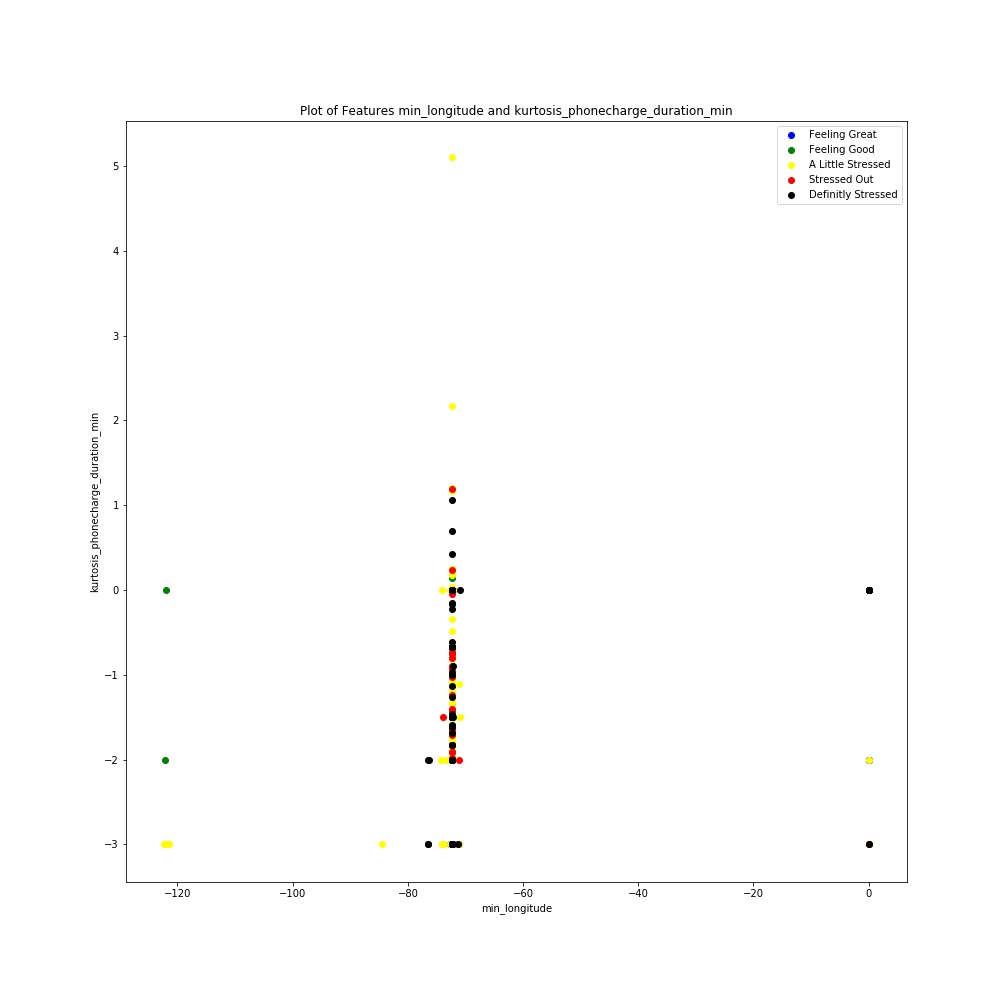 Plot of Features min_longitude and kurtosis_phonecharge_duration_min
Feeling Great
Feeling Good
A Little Stressed
Stressed Out
Definitly Stressed
kurtosis_phonecharge_duration_min
5
4
3
2
1
0
−1
−2
−3
−120
−100
−80
−60
−40
−20
0
min_longitude